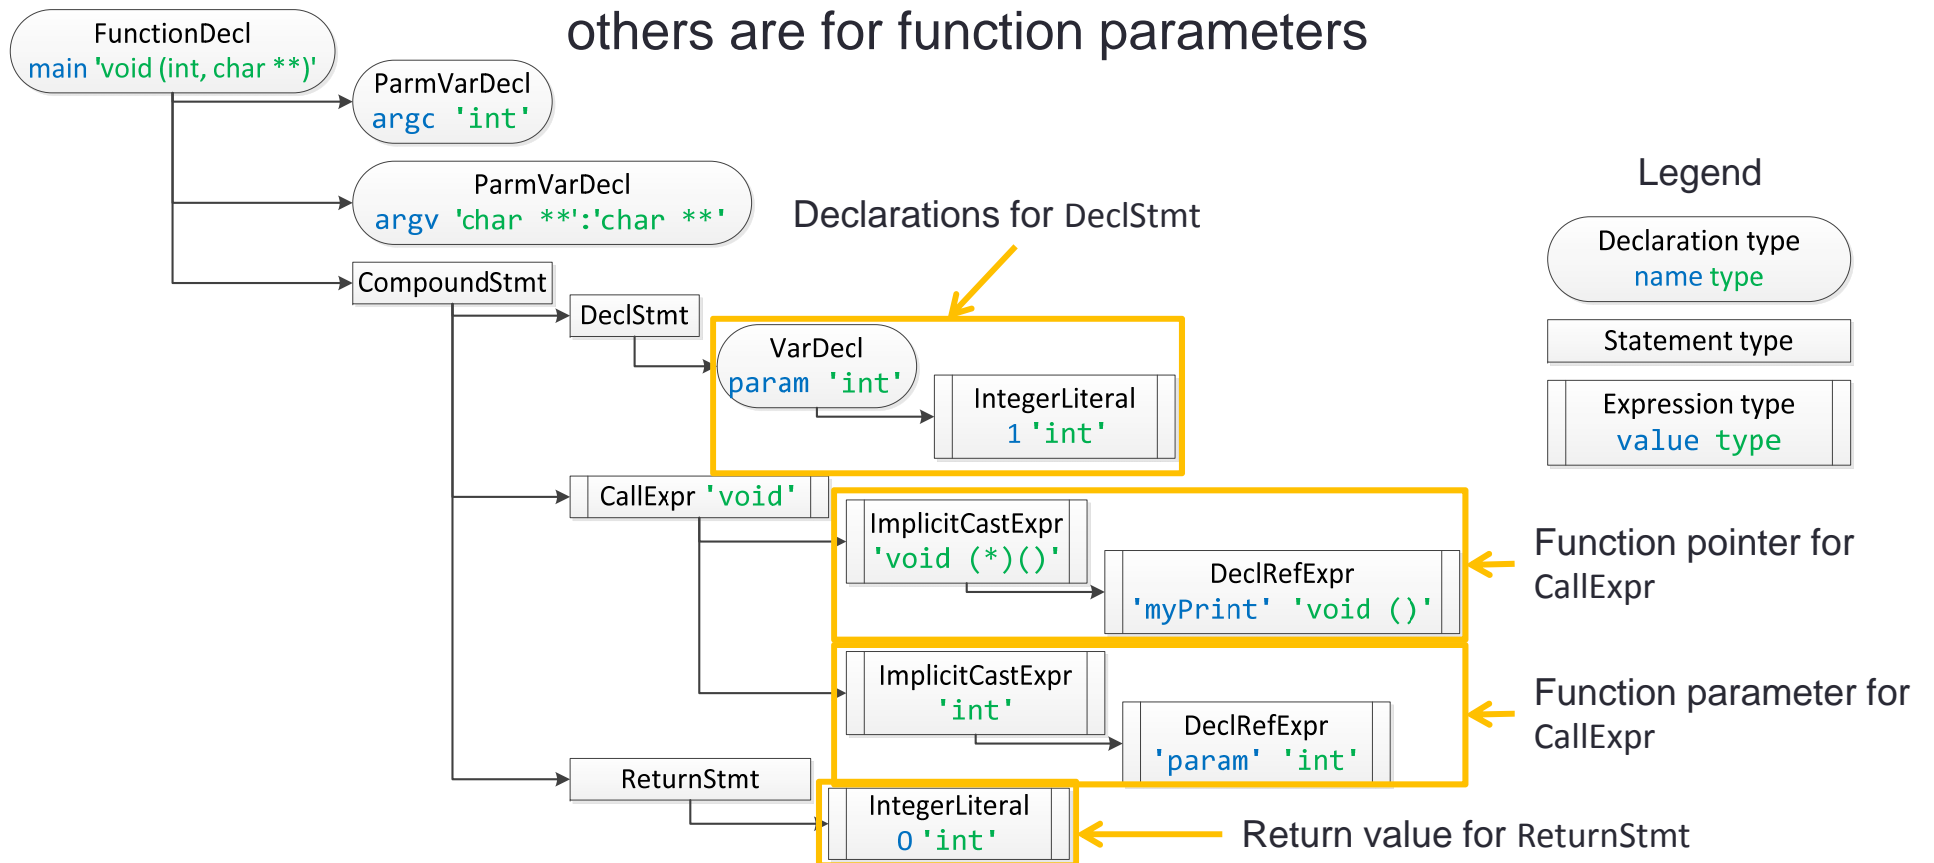 others are for function parameters
FunctionDecl
main 'void (int, char **)'
ParmVarDecl
argc 'int'
ParmVarDecl
argv 'char **':'char **'
CompoundStmt
DeclStmt
Declarations for DeclStmt
VarDecl
param 'int'
IntegerLiteral
1 'int'
CallExpr 'void'
ImplicitCastExpr
'void (*)()'
DeclRefExpr
'myPrint' 'void ()'
Function pointer for
CallExpr
ImplicitCastExpr
'int'
DeclRefExpr
'param' 'int'
Function parameter for
CallExpr
ReturnStmt
IntegerLiteral
0 'int'
Return value for ReturnStmt
Legend
Declaration type
name type
Statement type
Expression type
value type